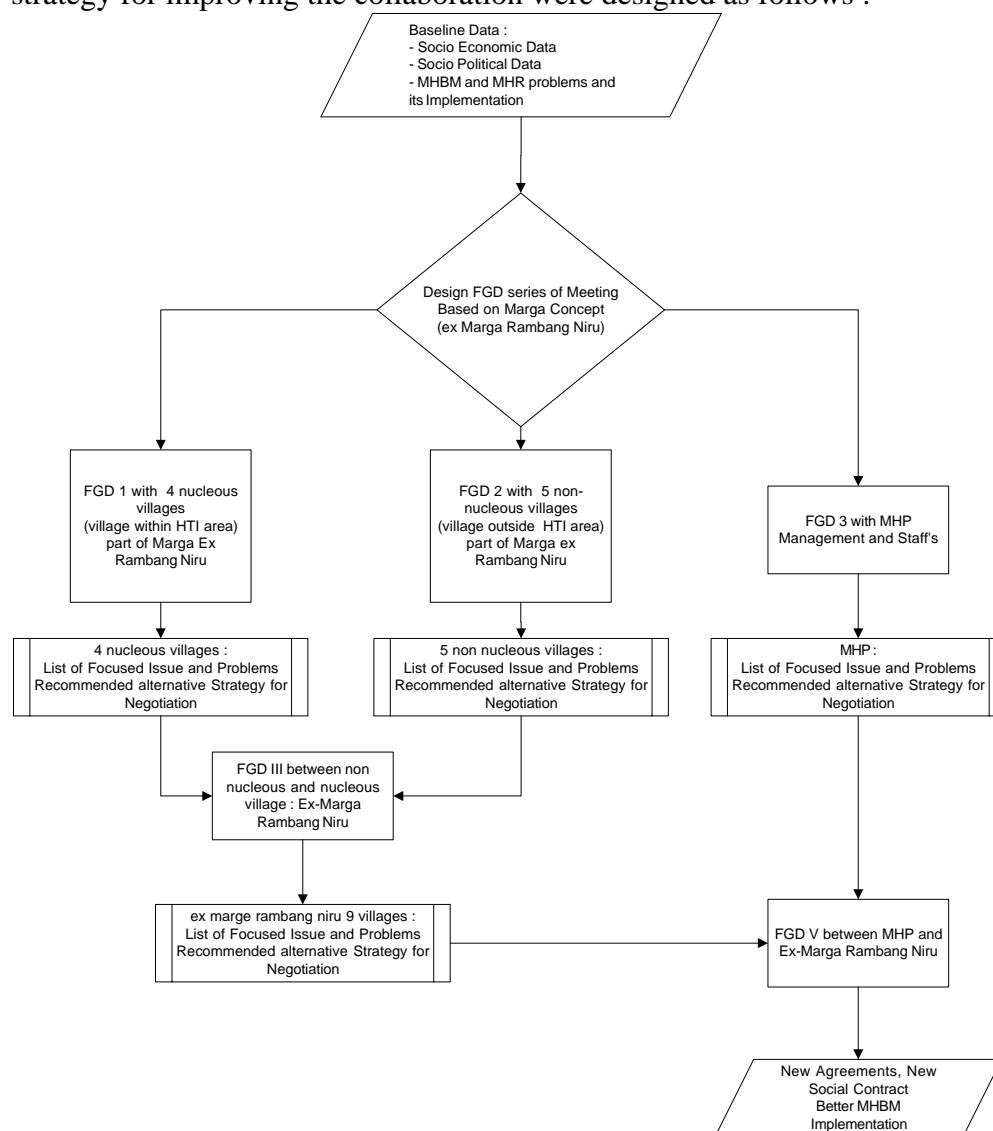 strategy for improving the collaboration were designed as follows :
Baseline Data :
- Socio Economic Data
- Socio Political Data
- MHBM and MHR problems and
its Implementation
Design FGD series of Meeting
Based on Marga Concept
(ex Marga Rambang Niru)
FGD 1 with 4 nucleous
villages
(village within HTI area)
part of Marga Ex
Rambang Niru
FGD 2 with 5 non-
nucleous villages
(village outside HTI area)
part of Marga ex
Rambang Niru
FGD 3 with MHP
Management and Staff's
4 nucleous villages :
List of Focused Issue and Problems
Recommended alternative Strategy for
Negotiation
5 non nucleous villages :
List of Focused Issue and Problems
Recommended alternative Strategy for
Negotiation
MHP :
List of Focused Issue and Problems
Recommended alternative Strategy for
Negotiation
FGD III between non
nucleous and nucleous
village : Ex-Marga
Rambang Niru
ex marge rambang niru 9 villages :
List of Focused Issue and Problems
Recommended alternative Strategy for
Negotiation
FGD V between MHP and
Ex-Marga Rambang Niru
New Agreements, New
Social Contract
Better MHBM
Implementation